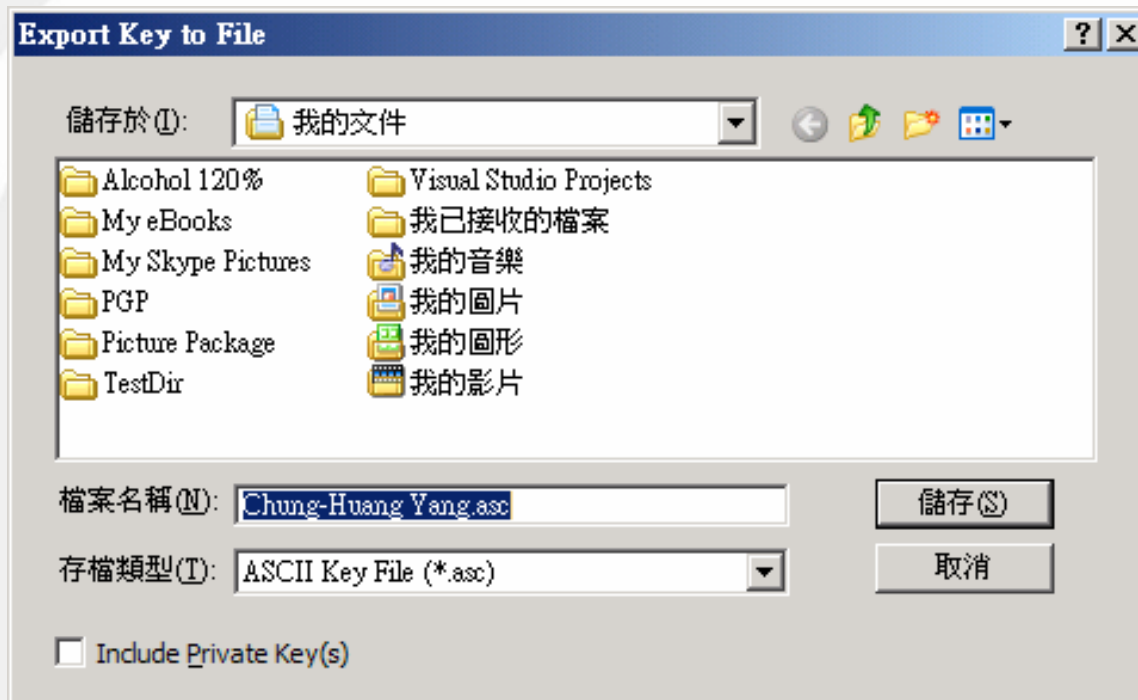 Export Key to File
儲存於(I):
我的文件
Alcohol 120%
My eBooks
My Skype Pictures
PGP
Picture Package
TestDir
Visual Studio Projects
我已接收的檔案
我的音樂
我的圖片
我的圖形
我的影片
檔案名稱(N): Chung-Huang Yang.asc
儲存(S)
存檔類型(T): ASCII Key File (*.asc)
取消
Include Private Key(s)